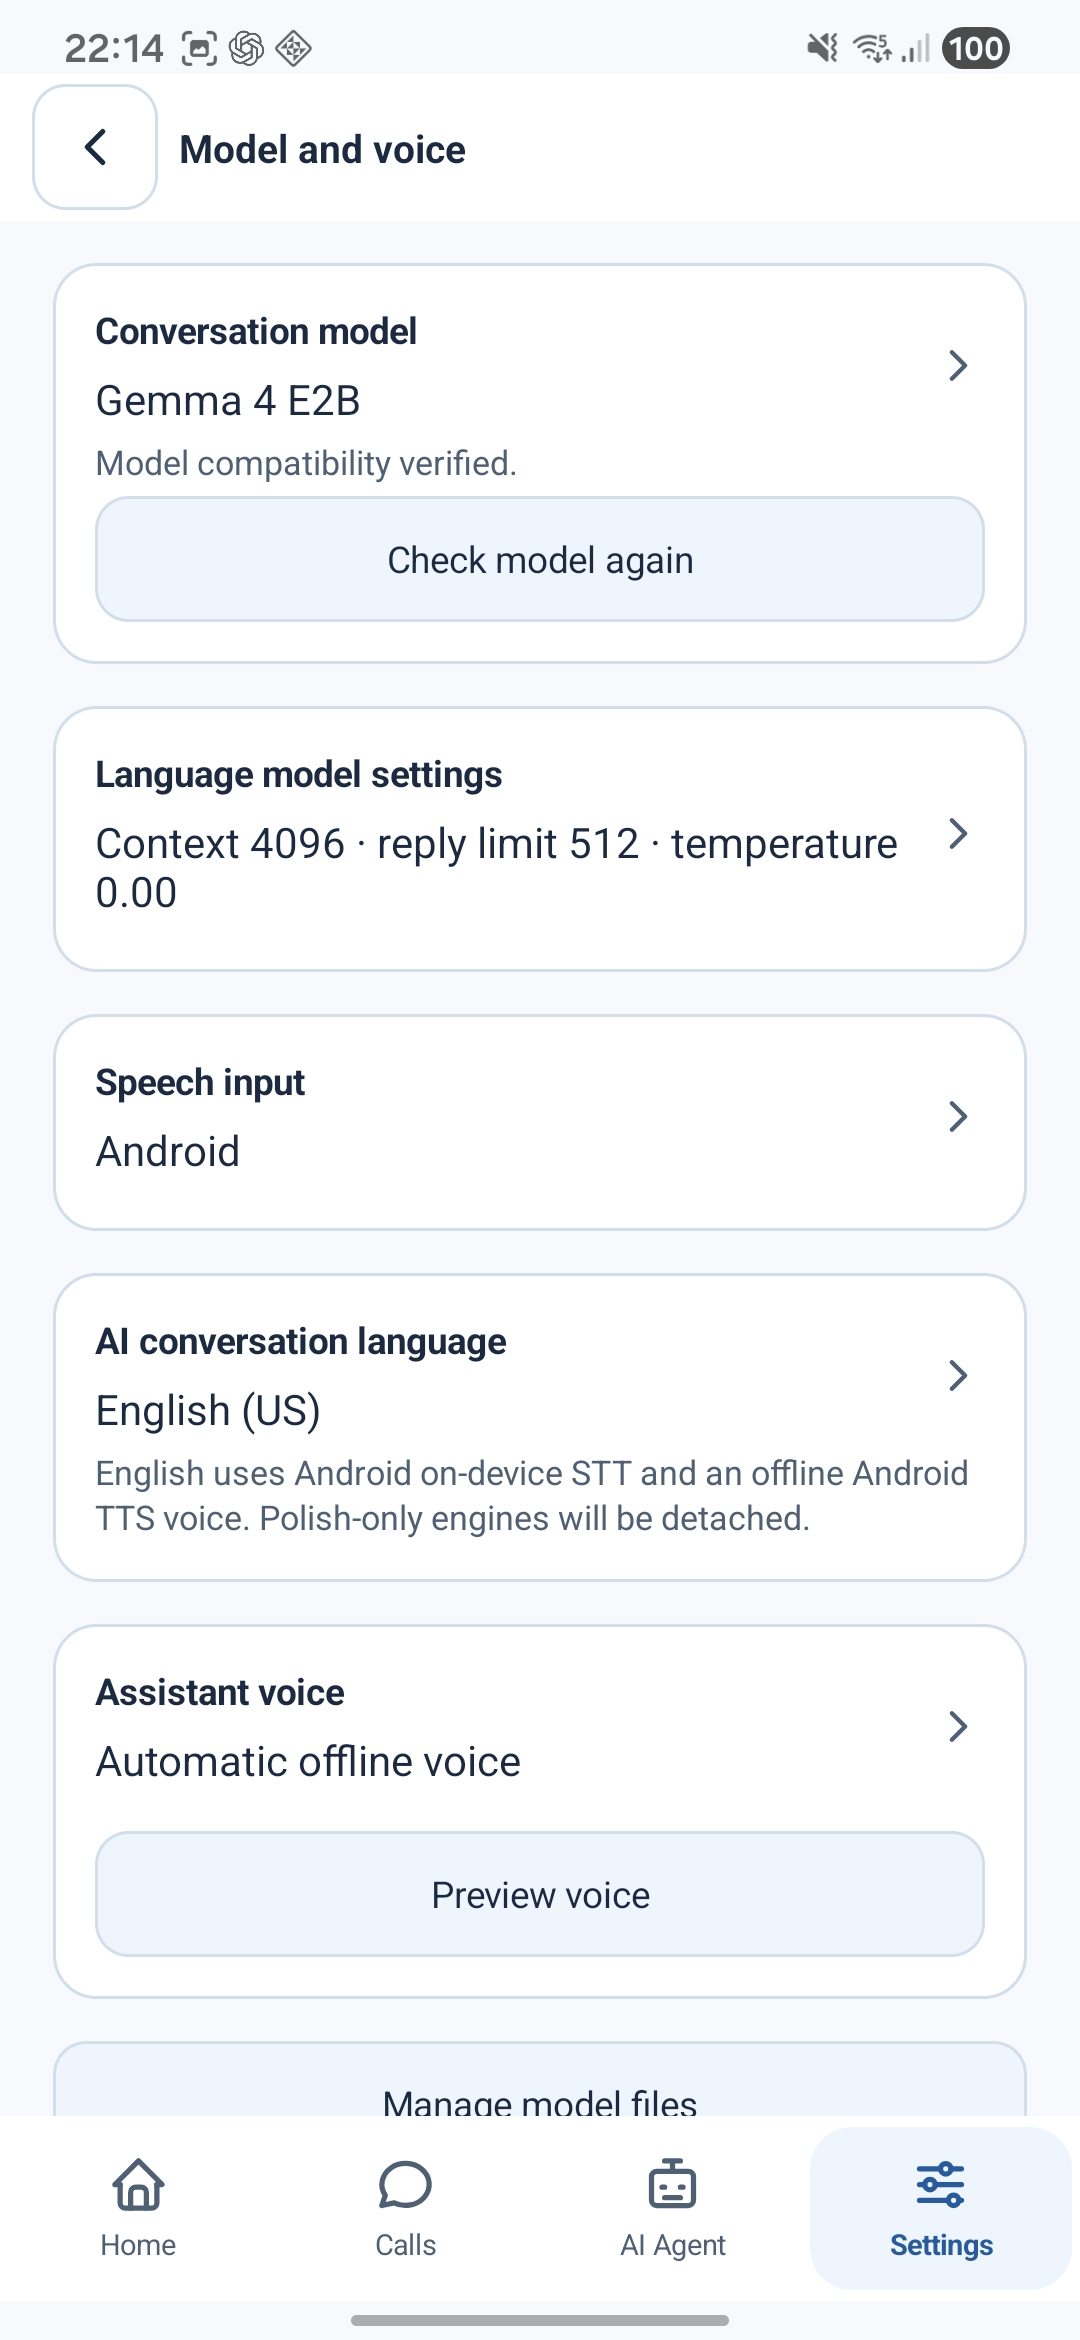 22:14
5
100
Model and voice
Conversation model
Gemma 4 E2B
Model compatibility verified.
Check model again
Language model settings
Context 4096 · reply limit 512 · temperature
0.00
Speech input
Android
AI conversation language
English (US)
English uses Android on-device STT and an offline Android
TTS voice. Polish-only engines will be detached.
Assistant voice
Automatic offline voice
Preview voice
Manage model files
Home
Calls
AI Agent
Settings